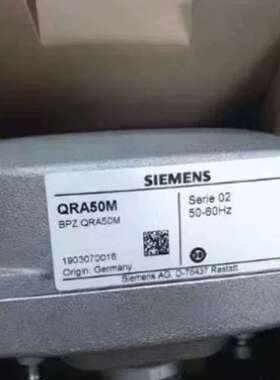 SIEMENS
QRA50M
BPZ:QRA50M
Serie 02
50-60Hz
1903070016
Origin: Germany
Siemens AG, D-76437 Rastatt